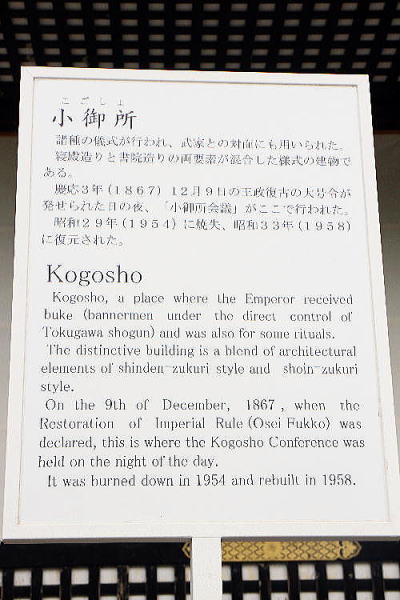 こごしょ
小御所
諸種の儀式が行われ、武家との対面にも用いられた。
寝殿造りと書院造りの両要素が混合した様式の建物で
ある。
慶応3年(1867)12月9日の王政復古の大号令が
発せられた日の夜、「小御所会議」がここで行われた。
昭和29年(1954)に焼失、昭和33年(1958)
に復元された。
Kogosho
Kogosho, a place where the Emperor received
buke (bannermen under the direct control of
Tokugawa shogun) and was also for some rituals.
The distinctive building is a blend of architectural
elements of shinden-zukuri style and shoin-zukuri
style.
On the 9th of December, 1867, when the
Restoration of Imperial Rule (Osei Fukko) was
declared, this is where the Kogosho Conference was
held on the night of the day.
It was burned down in 1954 and rebuilt in 1958.